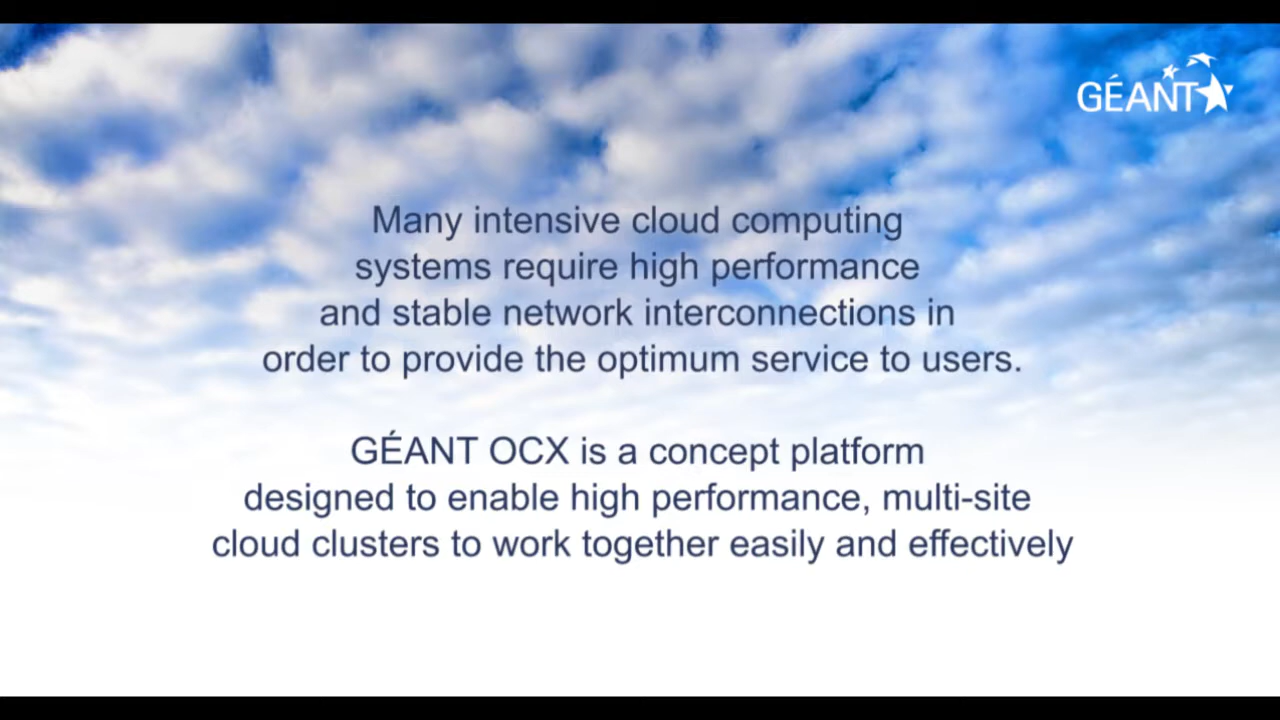 GÉANT
Many intensive cloud computing
systems require high performance
and stable network interconnections in
order to provide the optimum service to users.
GÉANT OCX is a concept platform
designed to enable high performance, multi-site
cloud clusters to work together easily and effectively